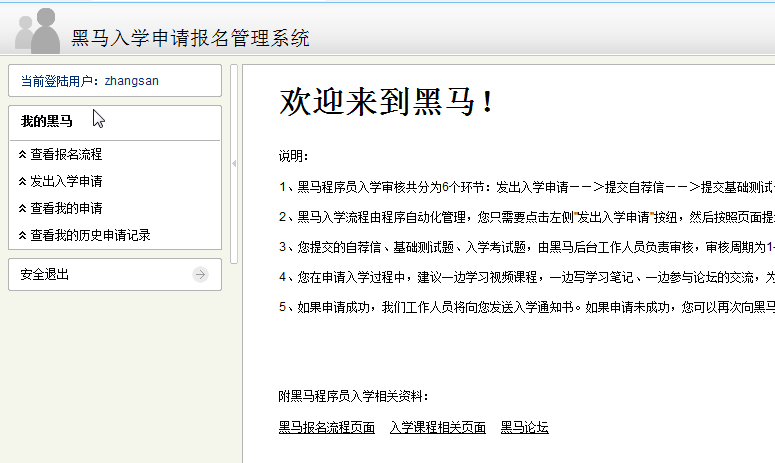 黑马入学申请报名管理系统
当前登陆用户：zhangsan
我的黑马
查看报名流程
发出入学申请
查看我的申请
查看我的历史申请记录
安全退出
欢迎来到黑马！
说明：
1、黑马程序员入学审核共分为6个环节：发出入学申请－－＞提交自荐信－－＞提交基础测试
2、黑马入学流程由程序自动化管理，您只需要点击左侧"发出入学申请"按纽，然后按照页面提
3、您提交的自荐信、基础测试题、入学考试题，由黑马后台工作人员负责审核，审核周期为1-
4、您在申请入学过程中，建议一边学习视频课程，一边写学习笔记、一边参与论坛的交流，为
5、如果申请成功，我们工作人员将向您发送入学通知书。如果申请未成功，您可以再次向黑马
附黑马程序员入学相关资料：
黑马报名流程页面 入学课程相关页面 黑马论坛